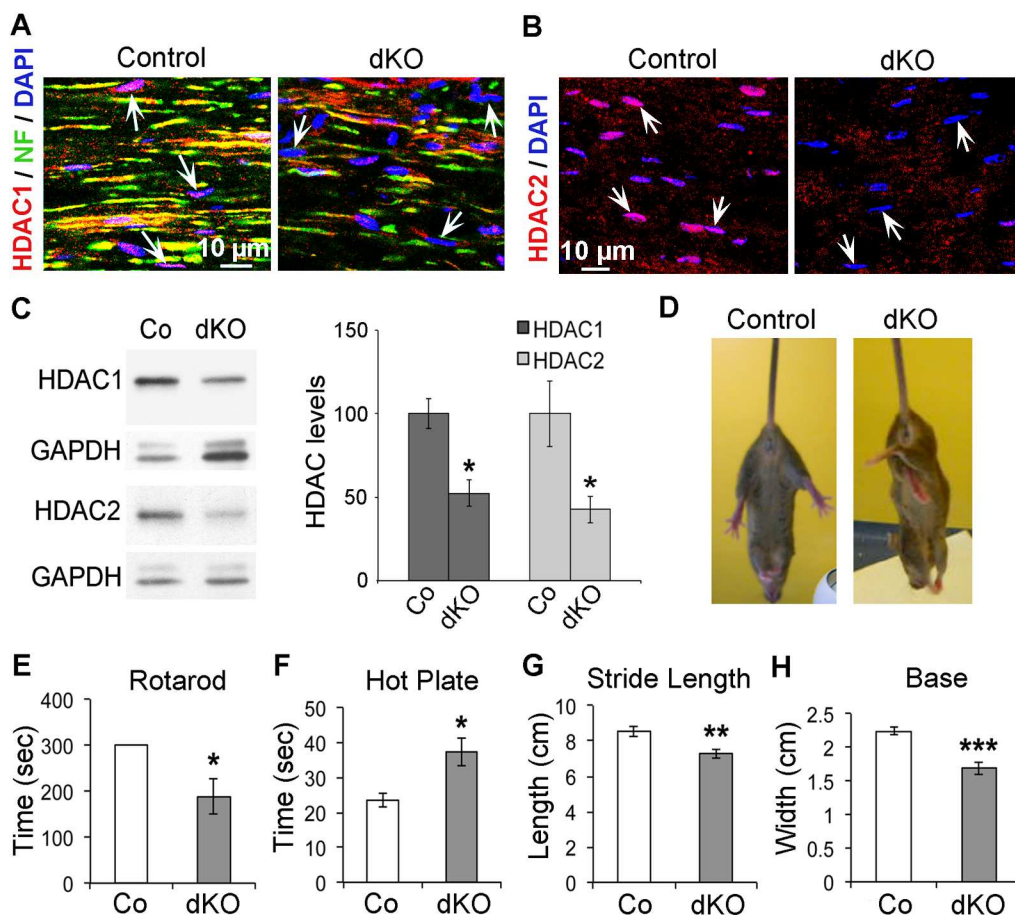 A
Control
dKO
HDAC1 / NF / DAPI
10 µm
B
Control
dKO
HDAC2 / DAPI
10 µm
C
Co dKO
HDAC1
GAPDH
HDAC2
GAPDH
HDAC levels
150
100
50
0
HDAC1
HDAC2
*
*
Co
dKO
Co
dKO
D
Control
dKO
E
Rotarod
Time (sec)
400
300
200
100
0
*
Co
dKO
F
Hot Plate
Time (sec)
50
40
30
20
10
0
*
Co
dKO
G
Stride Length
Length (cm)
10
8
6
4
2
0
**
Co
dKO
H
Base
Width (cm)
2.5
2
1.5
1
0.5
0
***
Co
dKO